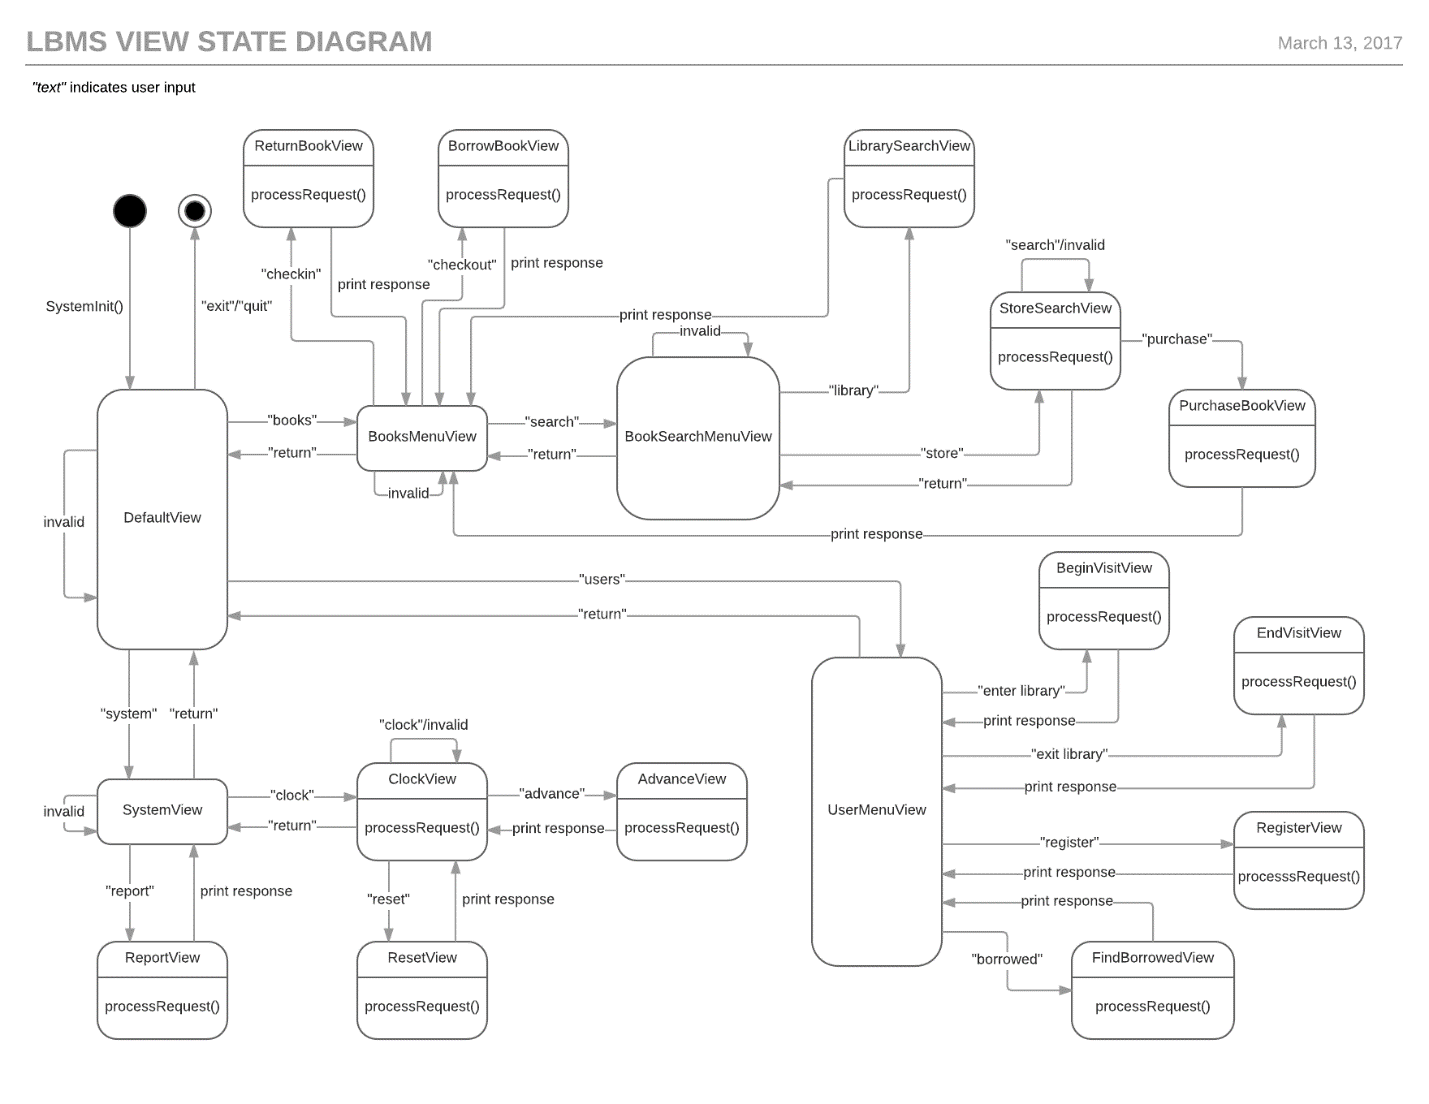 LBMS VIEW STATE DIAGRAM
March 13, 2017
"text" indicates user input
ReturnBookView
processRequest()
BorrowBookView
processRequest()
LibrarySearchView
processRequest()
"search"/invalid
StoreSearchView
processRequest()
"checkin"
print response
"checkout"
print response
SystemInit()
"exit"/"quit"
print response
invalid
"purchase"
"library"
PurchaseBookView
processRequest()
"books"
"return"
BooksMenuView
"search"
"return"
BookSearchMenuView
"store"
"return"
invalid
DefaultView
invalid
print response
"users"
"return"
BeginVisitView
processRequest()
EndVisitView
processRequest()
"enter library"
print response
"exit library"
print response
"system"
"return"
"clock"/invalid
ClockView
processRequest()
"advance"
print response
AdvanceView
processRequest()
SystemView
invalid
"clock"
"return"
UserMenuView
"register"
print response
RegisterView
processsRequest()
print response
"borrowed"
FindBorrowedView
processRequest()
"report"
print response
"reset"
print response
ReportView
processRequest()
ResetView
processRequest()